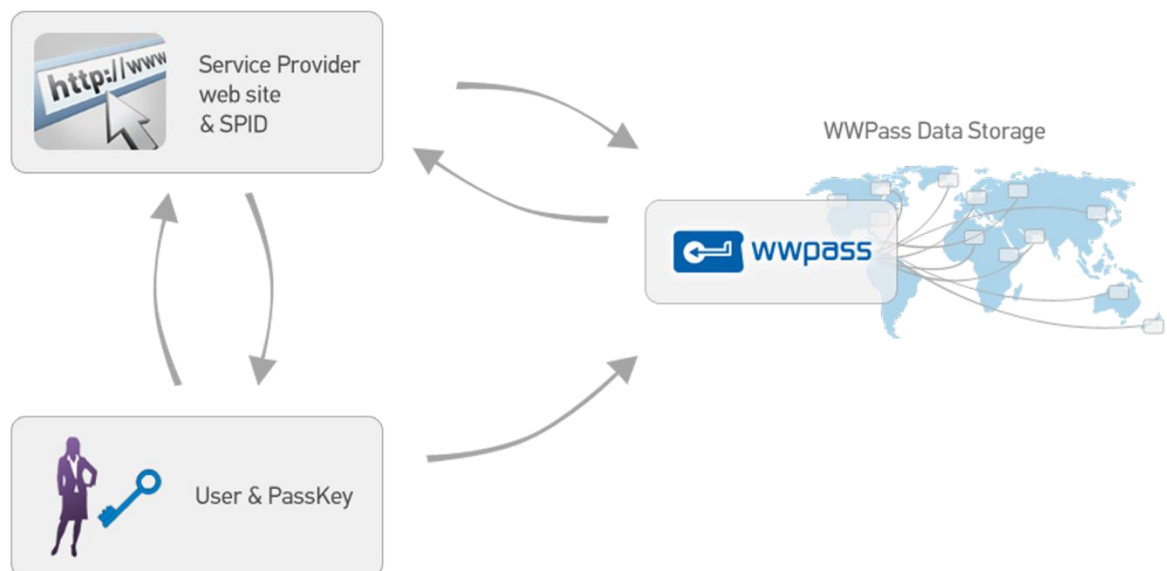 http://www
Service Provider
web site
& SPID
WWPass Data Storage
wwpass
User & PassKey